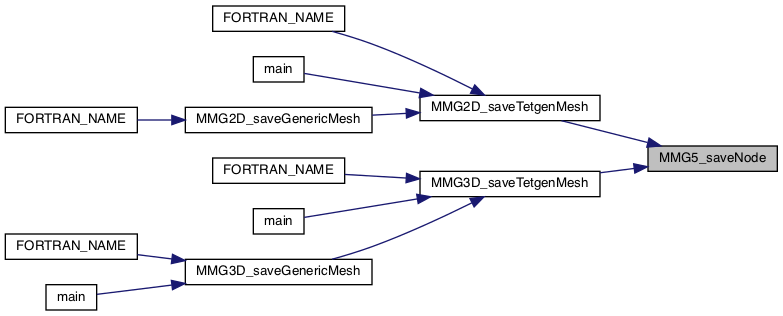 FORTRAN_NAME
main
MMG2D_saveTetgenMesh
FORTRAN_NAME
MMG2D_saveGenericMesh
MMG5_saveNode
FORTRAN_NAME
MMG3D_saveTetgenMesh
main
FORTRAN_NAME
MMG3D_saveGenericMesh
main